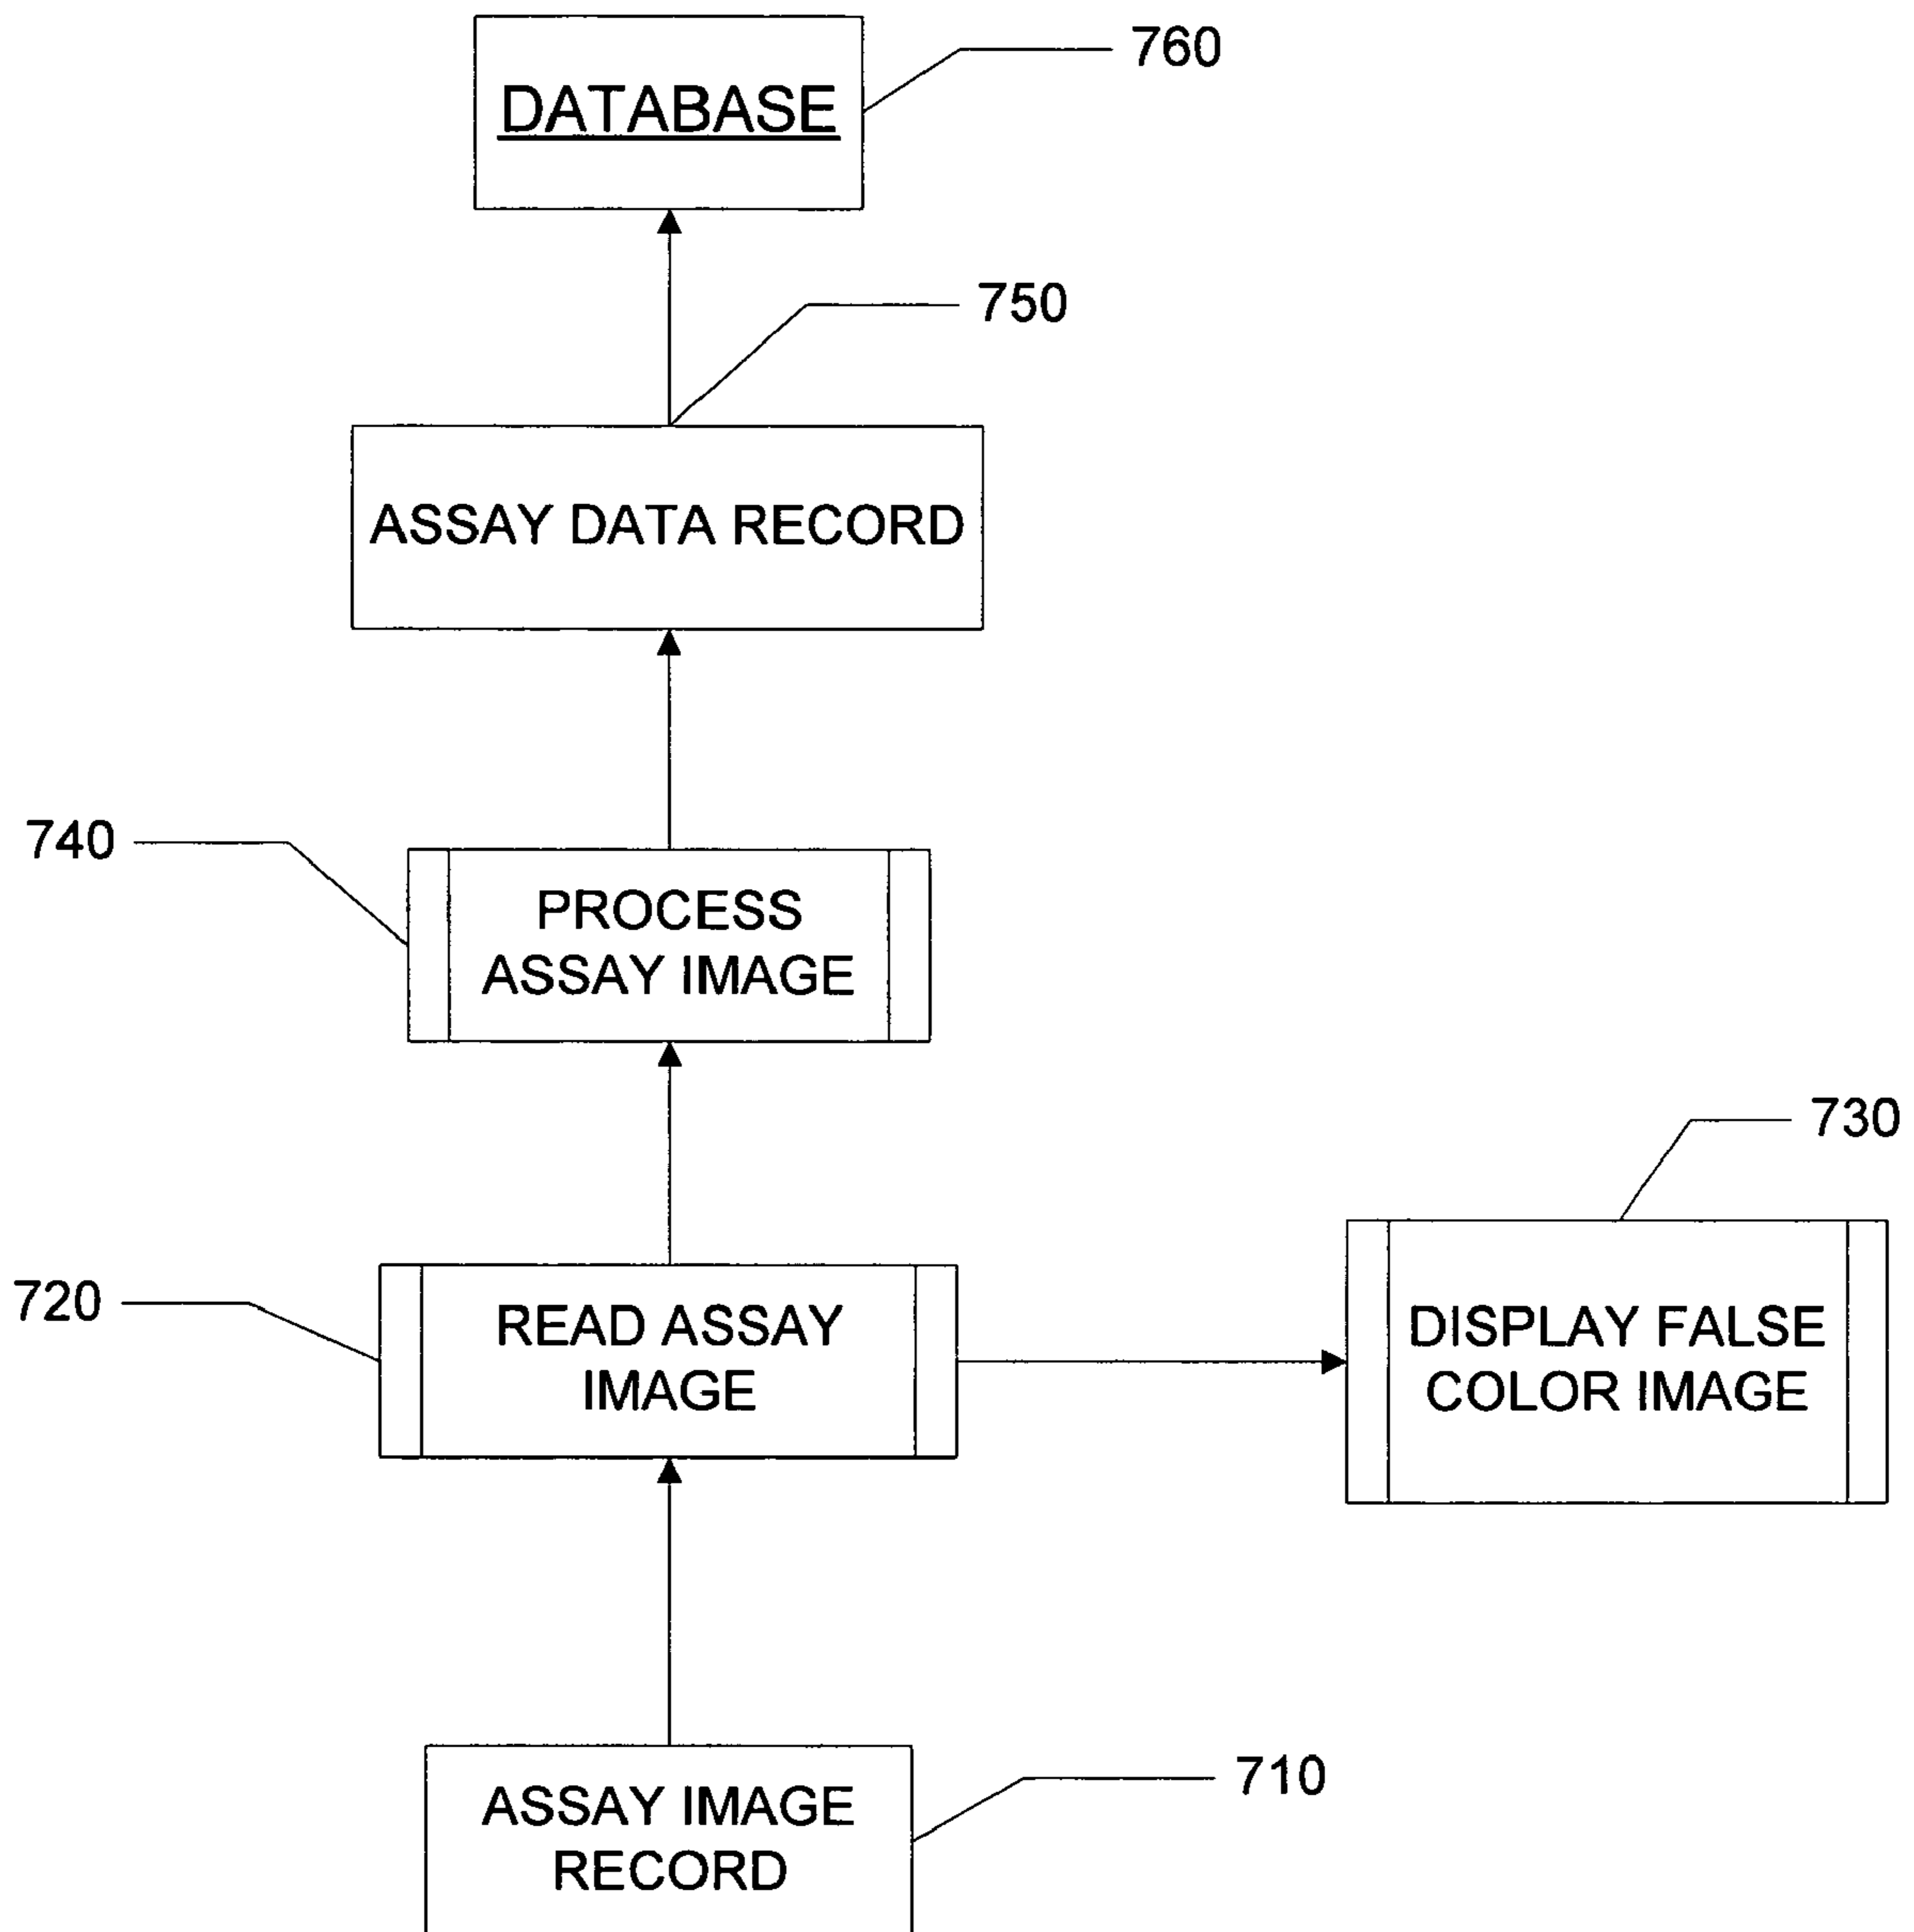 760
DATABASE
750
ASSAY DATA RECORD
740
PROCESS
ASSAY IMAGE
730
720
READ ASSAY
IMAGE
DISPLAY FALSE
COLOR IMAGE
710
ASSAY IMAGE
RECORD